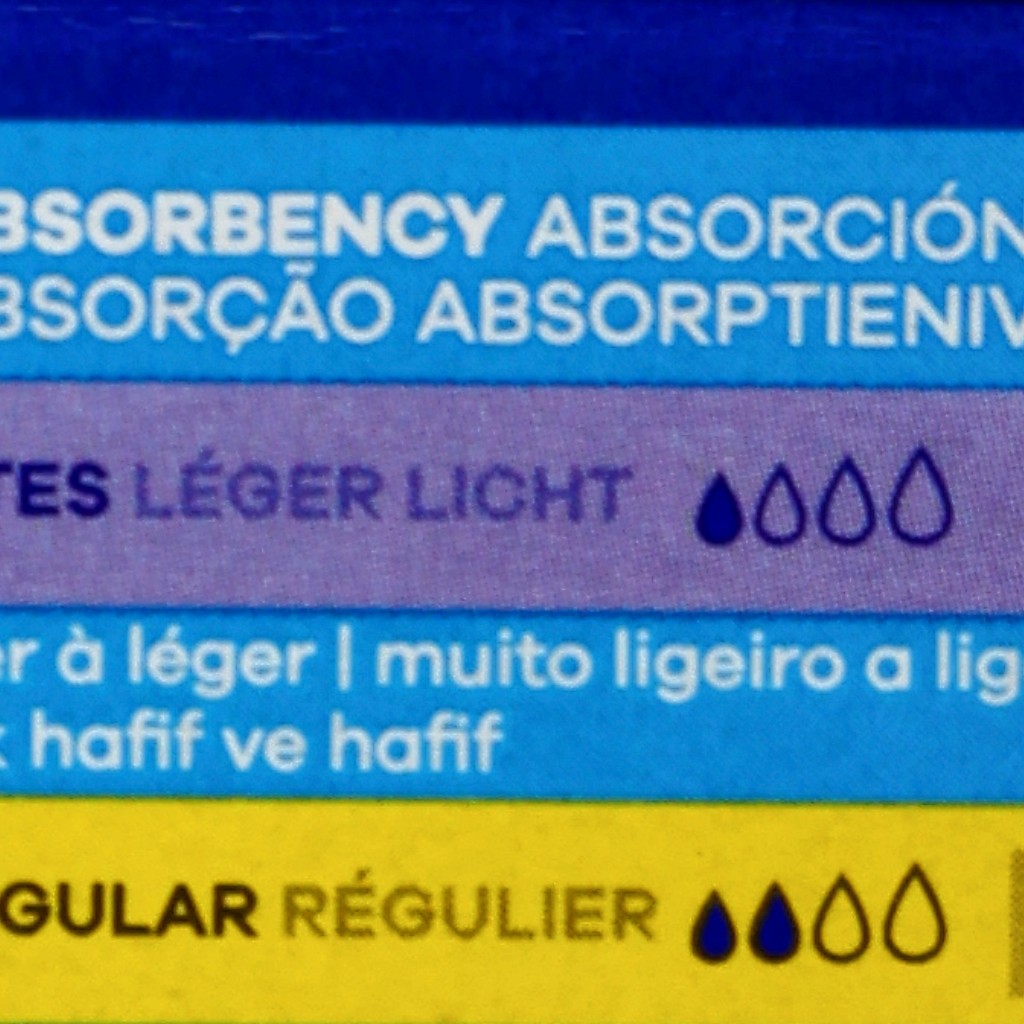 BSORBENCY ABSORCIÓN
BSORÇÃO ABSORPTIENIV
TES LÉGER LICHT
er à léger | muito ligeiro a lig
k hafif ve hafif
GULAR RÉGULIER